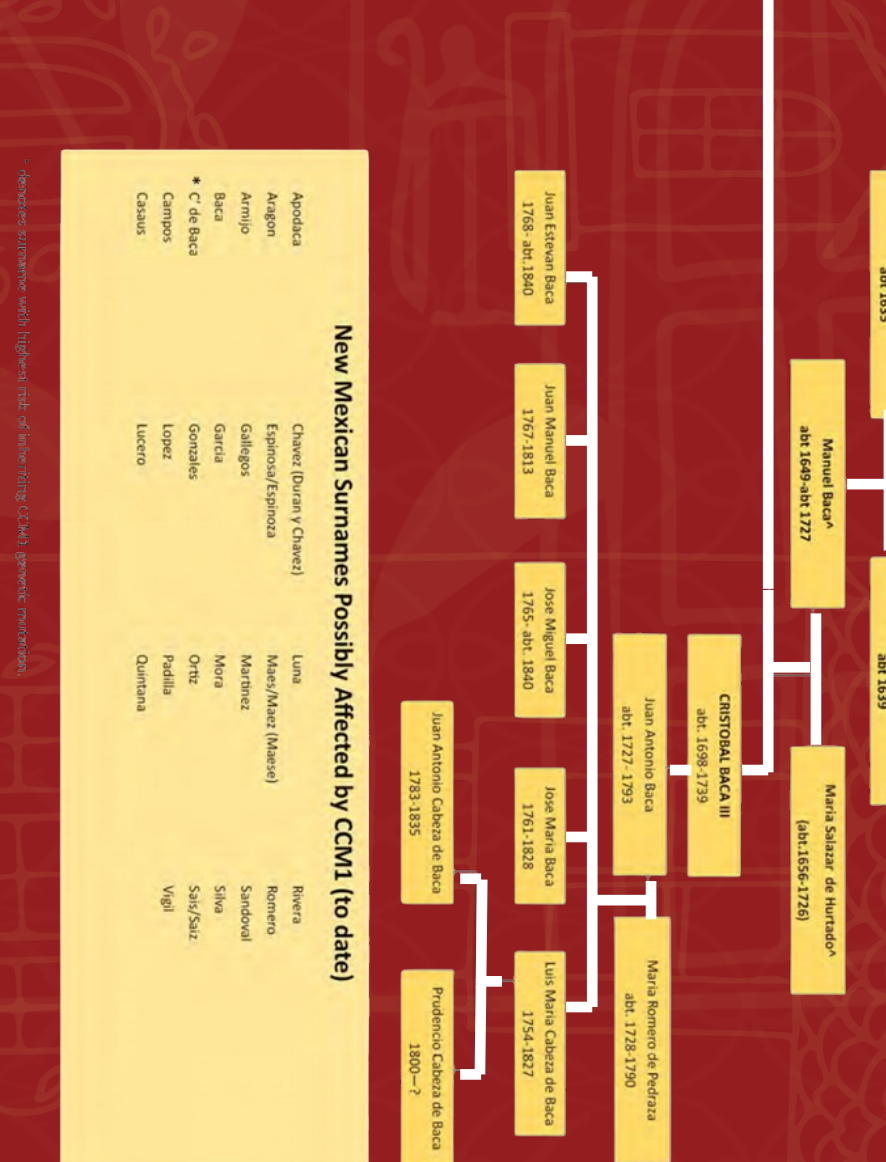 abt 1635
abt 1639
Manuel Baca^
abt 1649-abt 1727
Maria Salazar de Hurtado^
(abt.1656-1726)
CRISTOBAL BACA III
abt. 1698-1739
Juan Antonio Baca
abt. 1727- 1793
Maria Romero de Pedraza
abt. 1728-1790
Juan Estevan Baca
1768- abt.1840
Juan Manuel Baca
1767-1813
Jose Miguel Baca
1765- abt. 1840
Jose Maria Baca
1761-1828
Luis Maria Cabeza de Baca
1754-1827
Juan Antonio Cabeza de Baca
1783-1835
Prudencio Cabeza de Baca
1800—?
New Mexican Surnames Possibly Affected by CCM1 (to date)
Apodaca
Aragon
Armijo
Baca
* C' de Baca
Campos
Casaus
Chavez (Duran y Chavez)
Espinosa/Espinoza
Gallegos
Garcia
Gonzales
Lopez
Lucero
Luna
Maes/Maez (Maese)
Martinez
Mora
Ortiz
Padilla
Quintana
Rivera
Romero
Sandoval
Silva
Sais/Saiz
Vigil
* denotes surname with highest risk of inheriting CCM1 genetic mutation.